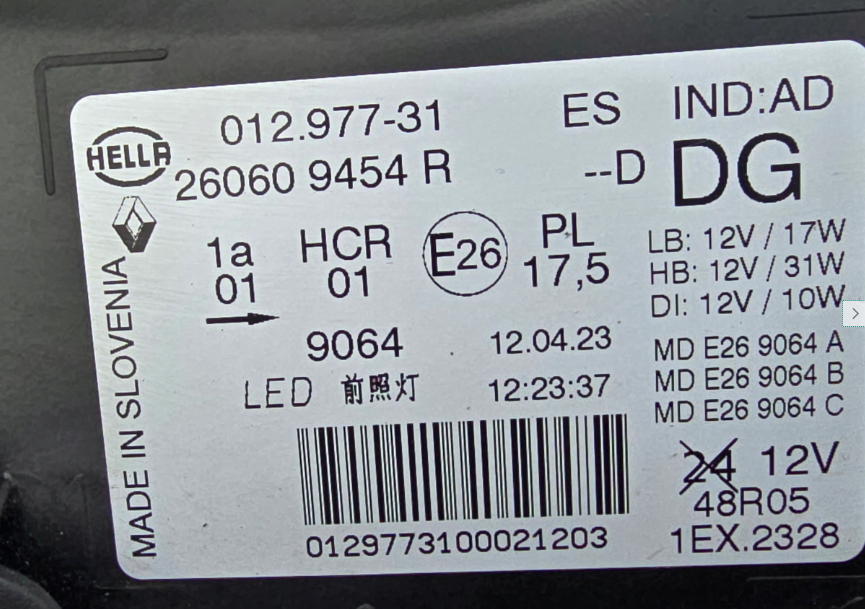 012.977-31 ES IND:AD
HELLA
26060 9454 R --D DG
1a HCR E26 PL
01 01 17,5
LB: 12V / 17W
HB: 12V / 31W
DI: 12V / 10W
9064 12.04.23
LED 前照灯 12:23:37
MD E26 9064 A
MD E26 9064 B
MD E26 9064 C
24 12V
48R05
0129773100021203 1EX.2328
MADE IN SLOVENIA